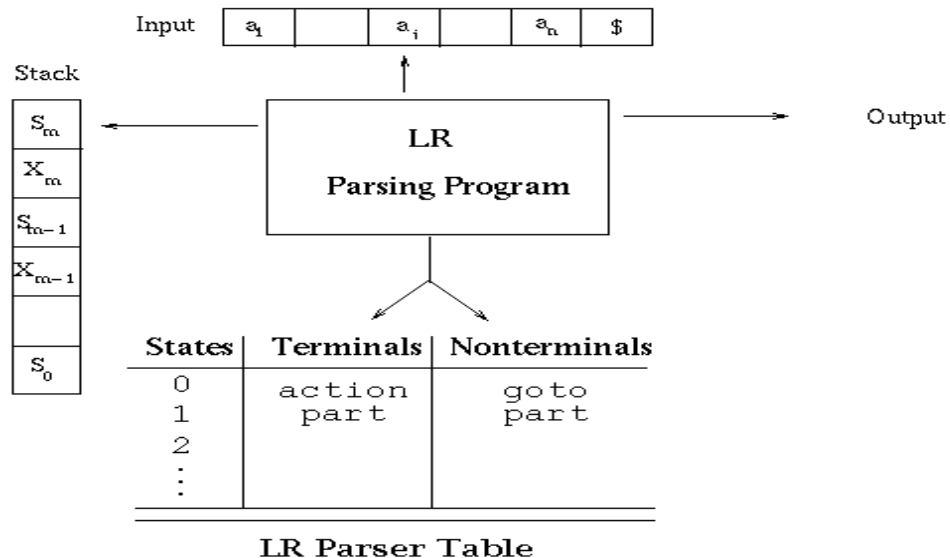 Input a₁ aᵢ aₙ $
Stack
Sₘ
Output
LR
Xₘ
Parsing Program
Sₘ₋₁
Xₘ₋₁
States Terminals Nonterminals
S₀
0 action goto
1 part part
2
⋮
LR Parser Table